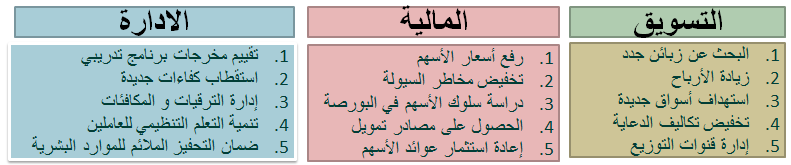 التسويق
1. البحث عن زبائن جدد
2. زيادة الأرباح
3. استهداف أسواق جديدة
4. تخفيض تكاليف الدعاية
5. إدارة قنوات التوزيع
المالية
1. رفع أسعار الأسهم
2. تخفيض مخاطر السيولة
3. دراسة سلوك الأسهم في البورصة
4. الحصول على مصادر تمويل
5. إعادة استثمار عوائد الأسهم
الادارة
1. تقييم مخرجات برنامج تدريبي
2. استقطاب كفاءات جديدة
3. إدارة الترقيات و المكافئات
4. تنمية التعلم التنظيمي للعاملين
5. ضمان التحفيز الملائم للموارد البشرية